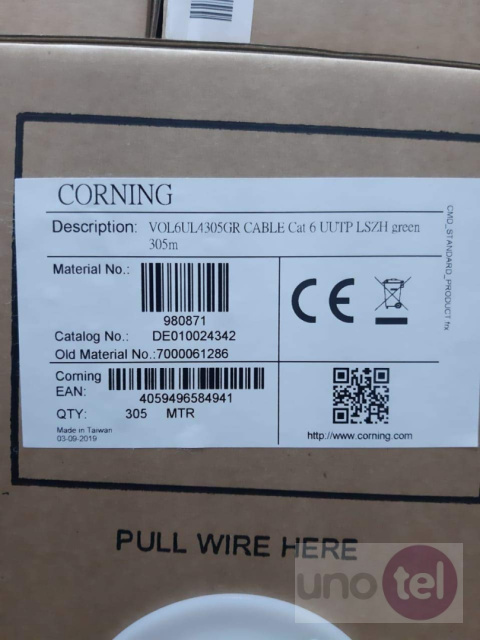 CORNING
Description: VOL6UL4305GR CABLE Cat 6 UUTP LSZH green
305m
Material No.:
980871
Catalog No.: DE010024342
Old Material No.:7000061286
Corning
EAN:
4059496584941
QTY: 305 MTR
Made in Taiwan
03-09-2019
CE
http://www.corning.com
CMD_STANDARD_PRODUCT.frx
PULL WIRE HERE
unotel